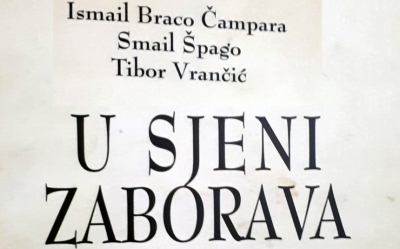 Ismail Braco Čampara
Smail Špago
Tibor Vrančić
U SJENI
ZABORAVA